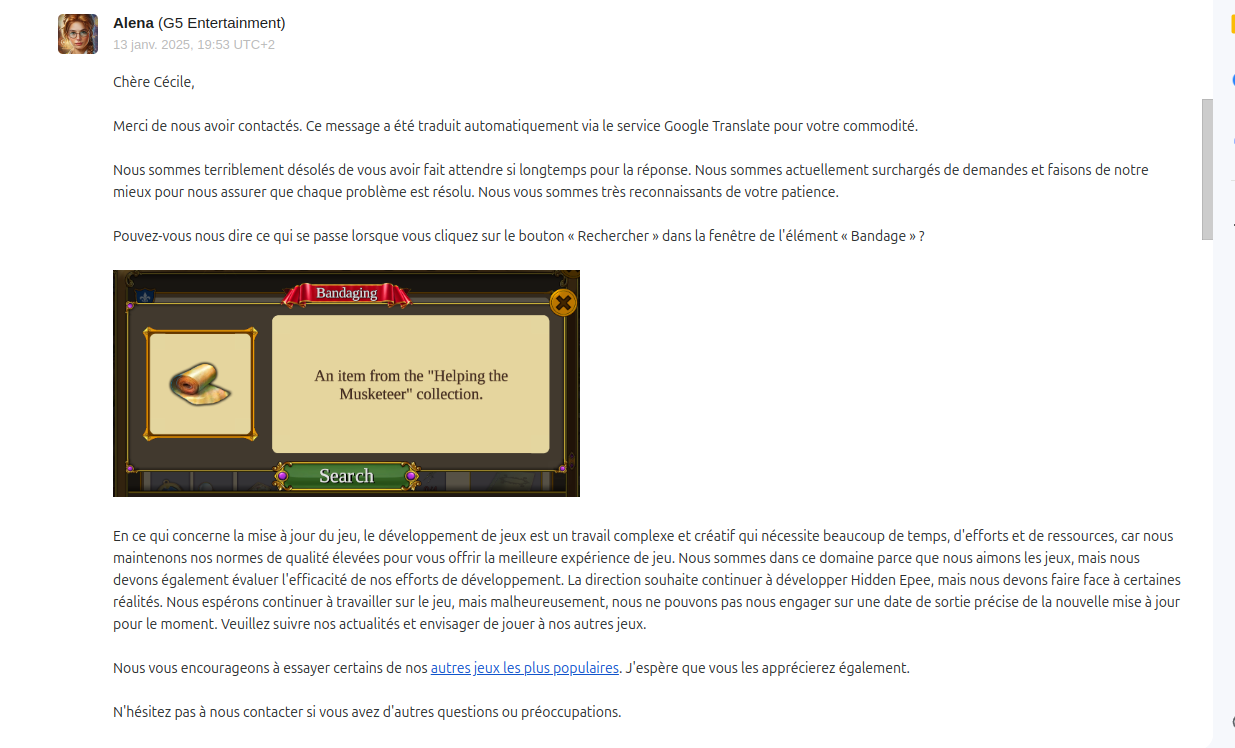 Alena (G5 Entertainment)
13 janv. 2025, 19:53 UTC+2
Chère Cécile,
Merci de nous avoir contactés. Ce message a été traduit automatiquement via le service Google Translate pour votre commodité.
Nous sommes terriblement désolés de vous avoir fait attendre si longtemps pour la réponse. Nous sommes actuellement surchargés de demandes et faisons de notre
mieux pour nous assurer que chaque problème est résolu. Nous vous sommes très reconnaissants de votre patience.
Pouvez-vous nous dire ce qui se passe lorsque vous cliquez sur le bouton « Rechercher » dans la fenêtre de l'élément « Bandage » ?
Bandaging
An item from the "Helping the
Musketeer" collection.
Search
En ce qui concerne la mise à jour du jeu, le développement de jeux est un travail complexe et créatif qui nécessite beaucoup de temps, d'efforts et de ressources, car nous
maintenons nos normes de qualité élevées pour vous offrir la meilleure expérience de jeu. Nous sommes dans ce domaine parce que nous aimons les jeux, mais nous
devons également évaluer l'efficacité de nos efforts de développement. La direction souhaite continuer à développer Hidden Epee, mais nous devons faire face à certaines
réalités. Nous espérons continuer à travailler sur le jeu, mais malheureusement, nous ne pouvons pas nous engager sur une date de sortie précise de la nouvelle mise à jour
pour le moment. Veuillez suivre nos actualités et envisager de jouer à nos autres jeux.
Nous vous encourageons à essayer certains de nos autres jeux les plus populaires. J'espère que vous les apprécierez également.
N'hésitez pas à nous contacter si vous avez d'autres questions ou préoccupations.